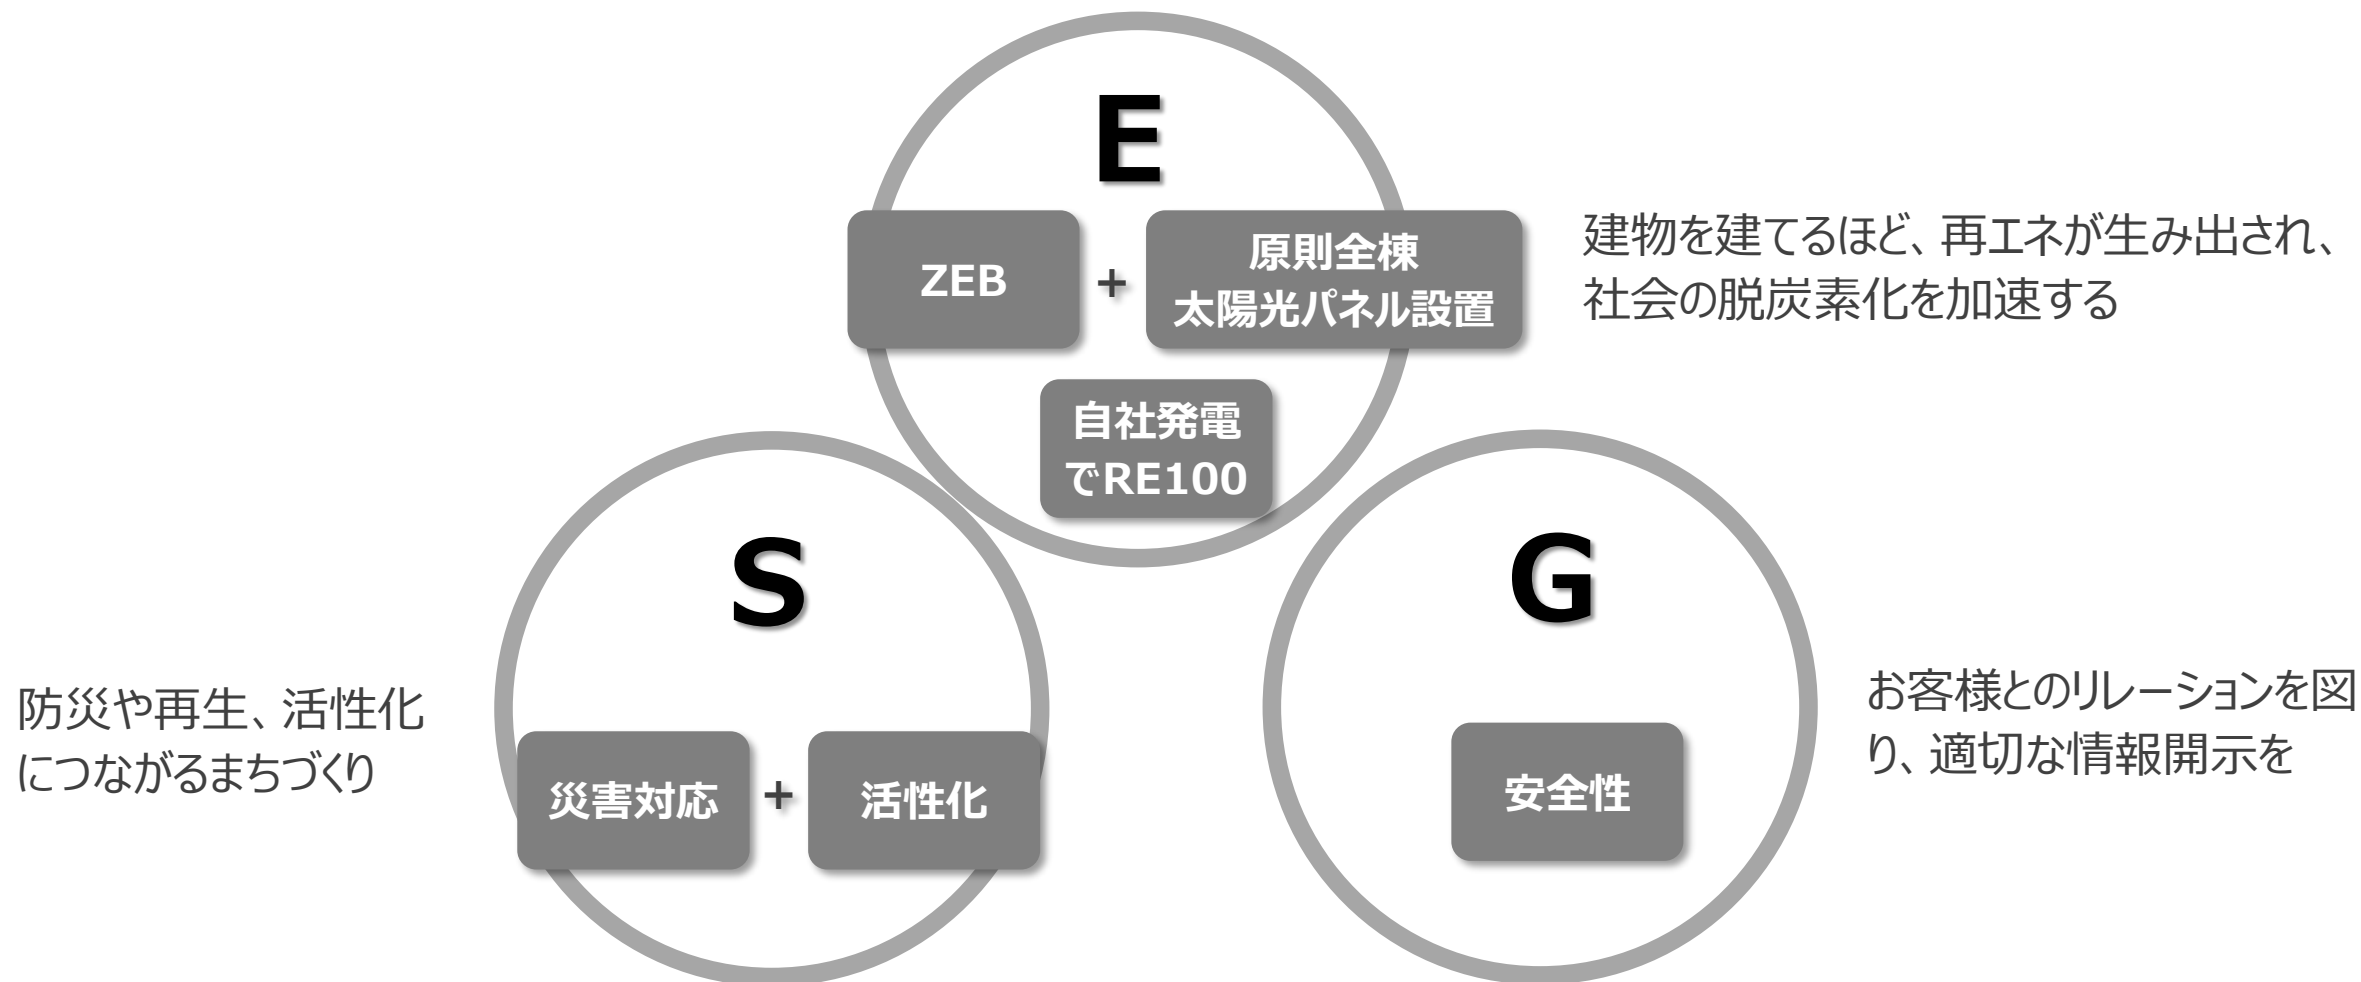 E
ZEB
+
原則全棟
太陽光パネル設置
建物を建てるほど、再エネが生み出され、
社会の脱炭素化を加速する
自社発電
でRE100
S
防災や再生、活性化
につながるまちづくり
災害対応
+
活性化
G
安全性
お客様とのリレーションを図
り、適切な情報開示を